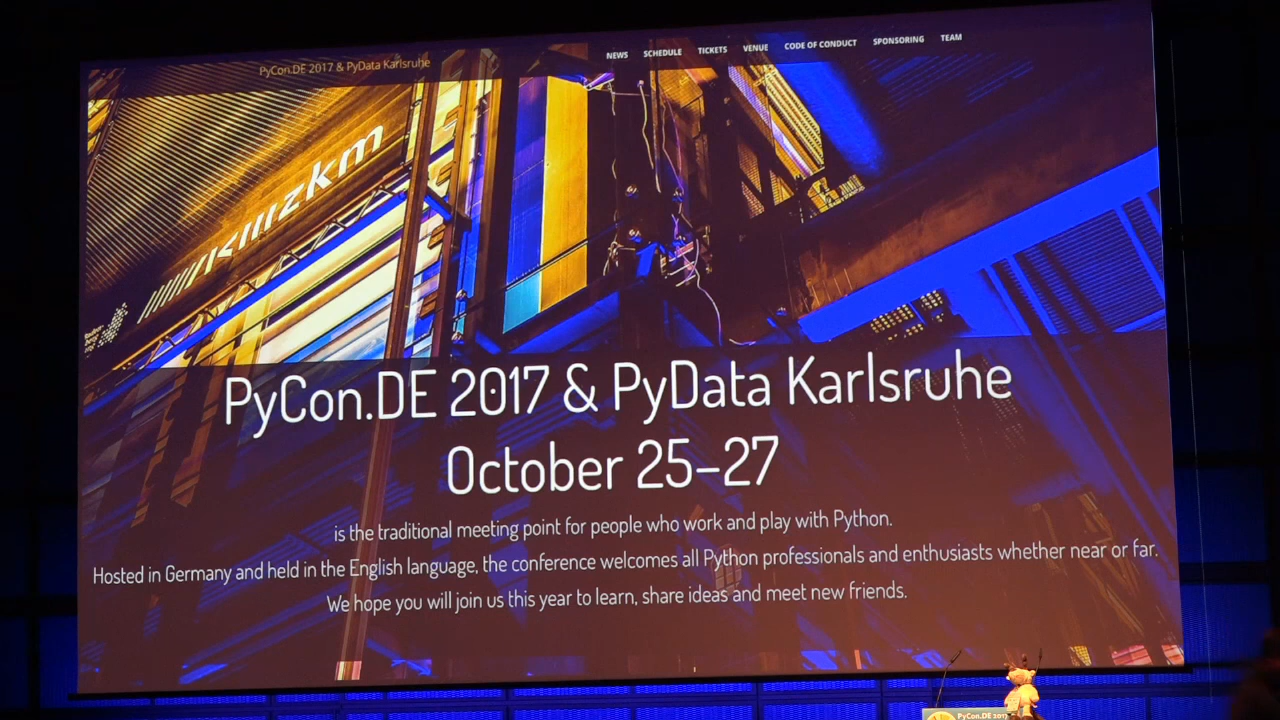 PyCon.DE 2017 & PyData Karlsruhe
NEWS SCHEDULE TICKETS VENUE CODE OF CONDUCT SPONSORING TEAM
zkm
PyCon.DE 2017 & PyData Karlsruhe
October 25–27
is the traditional meeting point for people who work and play with Python.
Hosted in Germany and held in the English language, the conference welcomes all Python professionals and enthusiasts whether near or far.
We hope you will join us this year to learn, share ideas and meet new friends.
PyCon.DE 2017